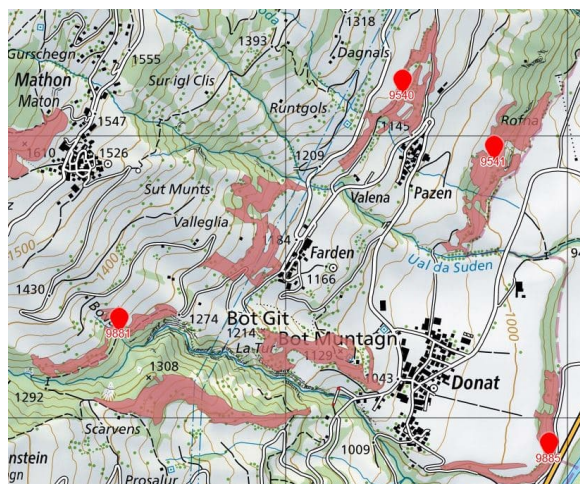 1318
1393
Dagnals
Gurschegn
1555
Mathon
Maton
Sur igl Clis
9540
Runtgols
Rofna
1547
1145
1610
1526
1209
9541
Sut Munts
Valena
Pazen
Valleglia
1184
Farden
Ual da Suden
1500
1400
1166
1430
1000
1274
Bot Git
9881
1214
Bot Muntagn
La Tur
1129
1308
1043
Donat
1292
Scarvens
1009
9885
nstein
gn
Prosalur